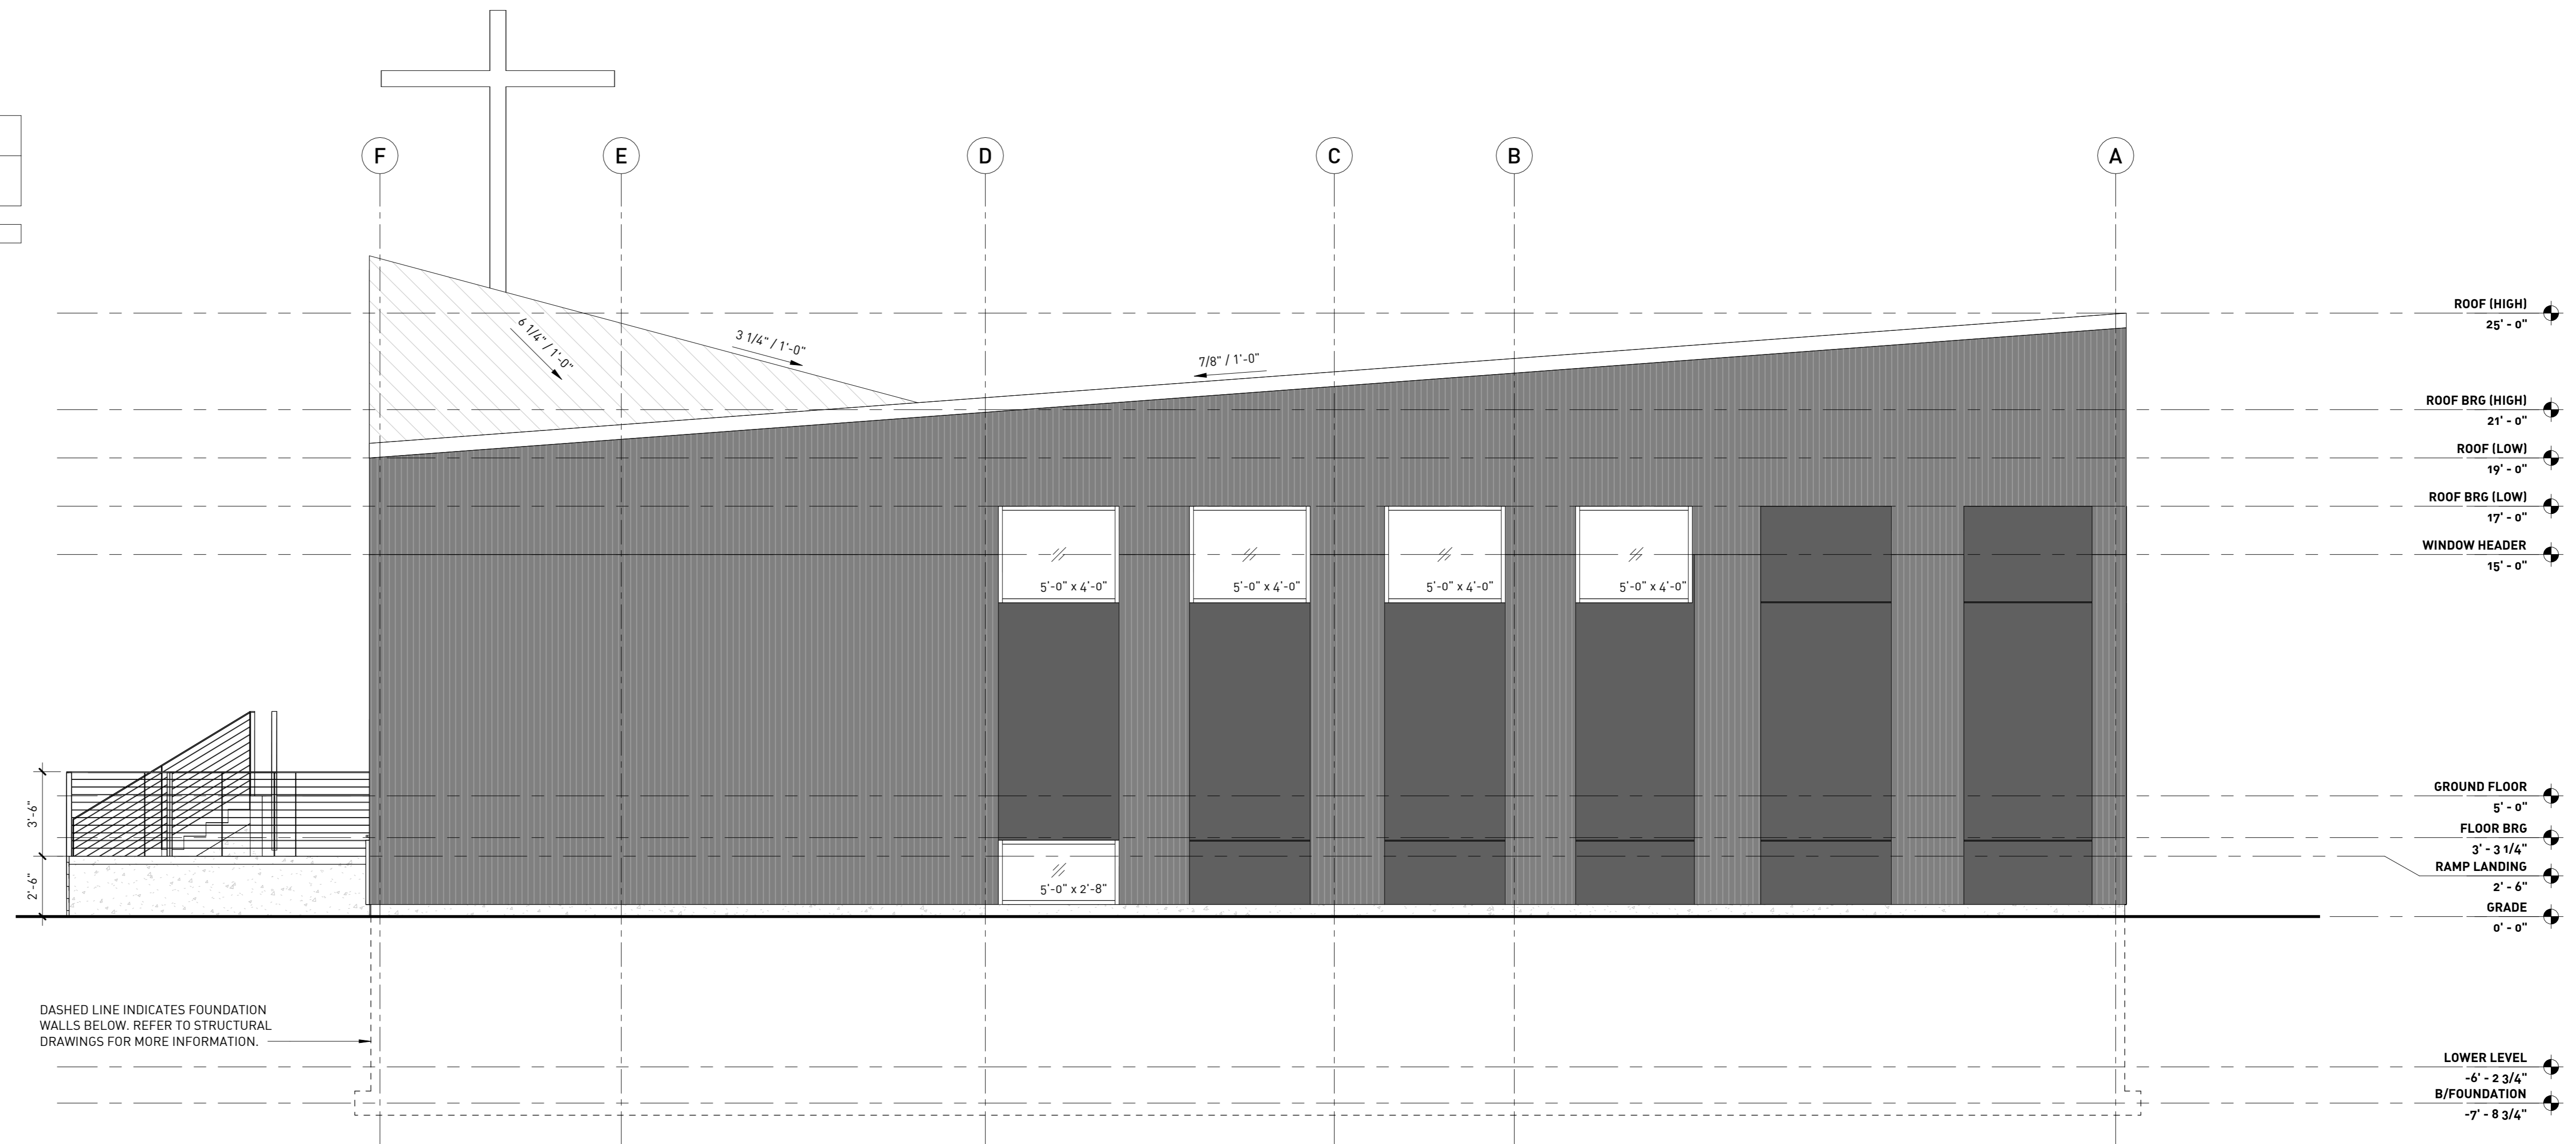 F
E
D
C
B
A
6 1/4" / 1'-0"
3 1/4" / 1'-0"
7/8" / 1'-0"
ROOF (HIGH)
25' - 0"
ROOF BRG (HIGH)
21' - 0"
ROOF (LOW)
19' - 0"
ROOF BRG (LOW)
17' - 0"
WINDOW HEADER
15' - 0"
5'-0" x 4'-0"
5'-0" x 4'-0"
5'-0" x 4'-0"
5'-0" x 4'-0"
3'-6"
2'-6"
5'-0" x 2'-8"
GROUND FLOOR
5' - 0"
FLOOR BRG
3' - 3 1/4"
RAMP LANDING
2' - 6"
GRADE
0' - 0"
DASHED LINE INDICATES FOUNDATION
WALLS BELOW. REFER TO STRUCTURAL
DRAWINGS FOR MORE INFORMATION.
LOWER LEVEL
-6' - 2 3/4"
B/FOUNDATION
-7' - 8 3/4"